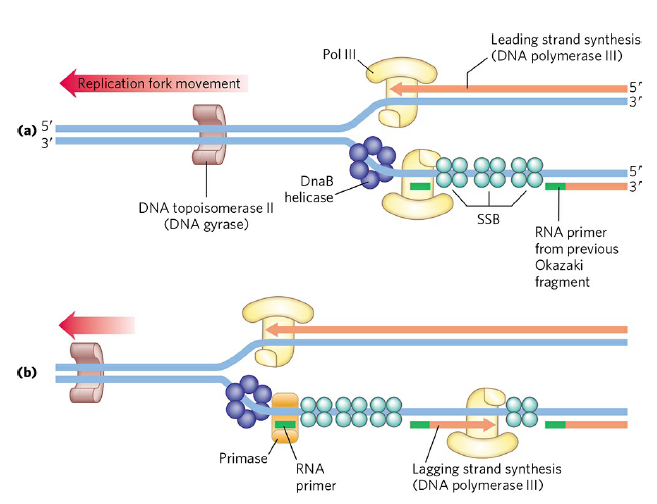 Leading strand synthesis
(DNA polymerase III)
Pol III
Replication fork movement
5′
3′
(a)
5′
3′
5′
3′
DnaB
helicase
DNA topoisomerase II
(DNA gyrase)
SSB
RNA primer
from previous
Okazaki
fragment
(b)
Primase
RNA
primer
Lagging strand synthesis
(DNA polymerase III)